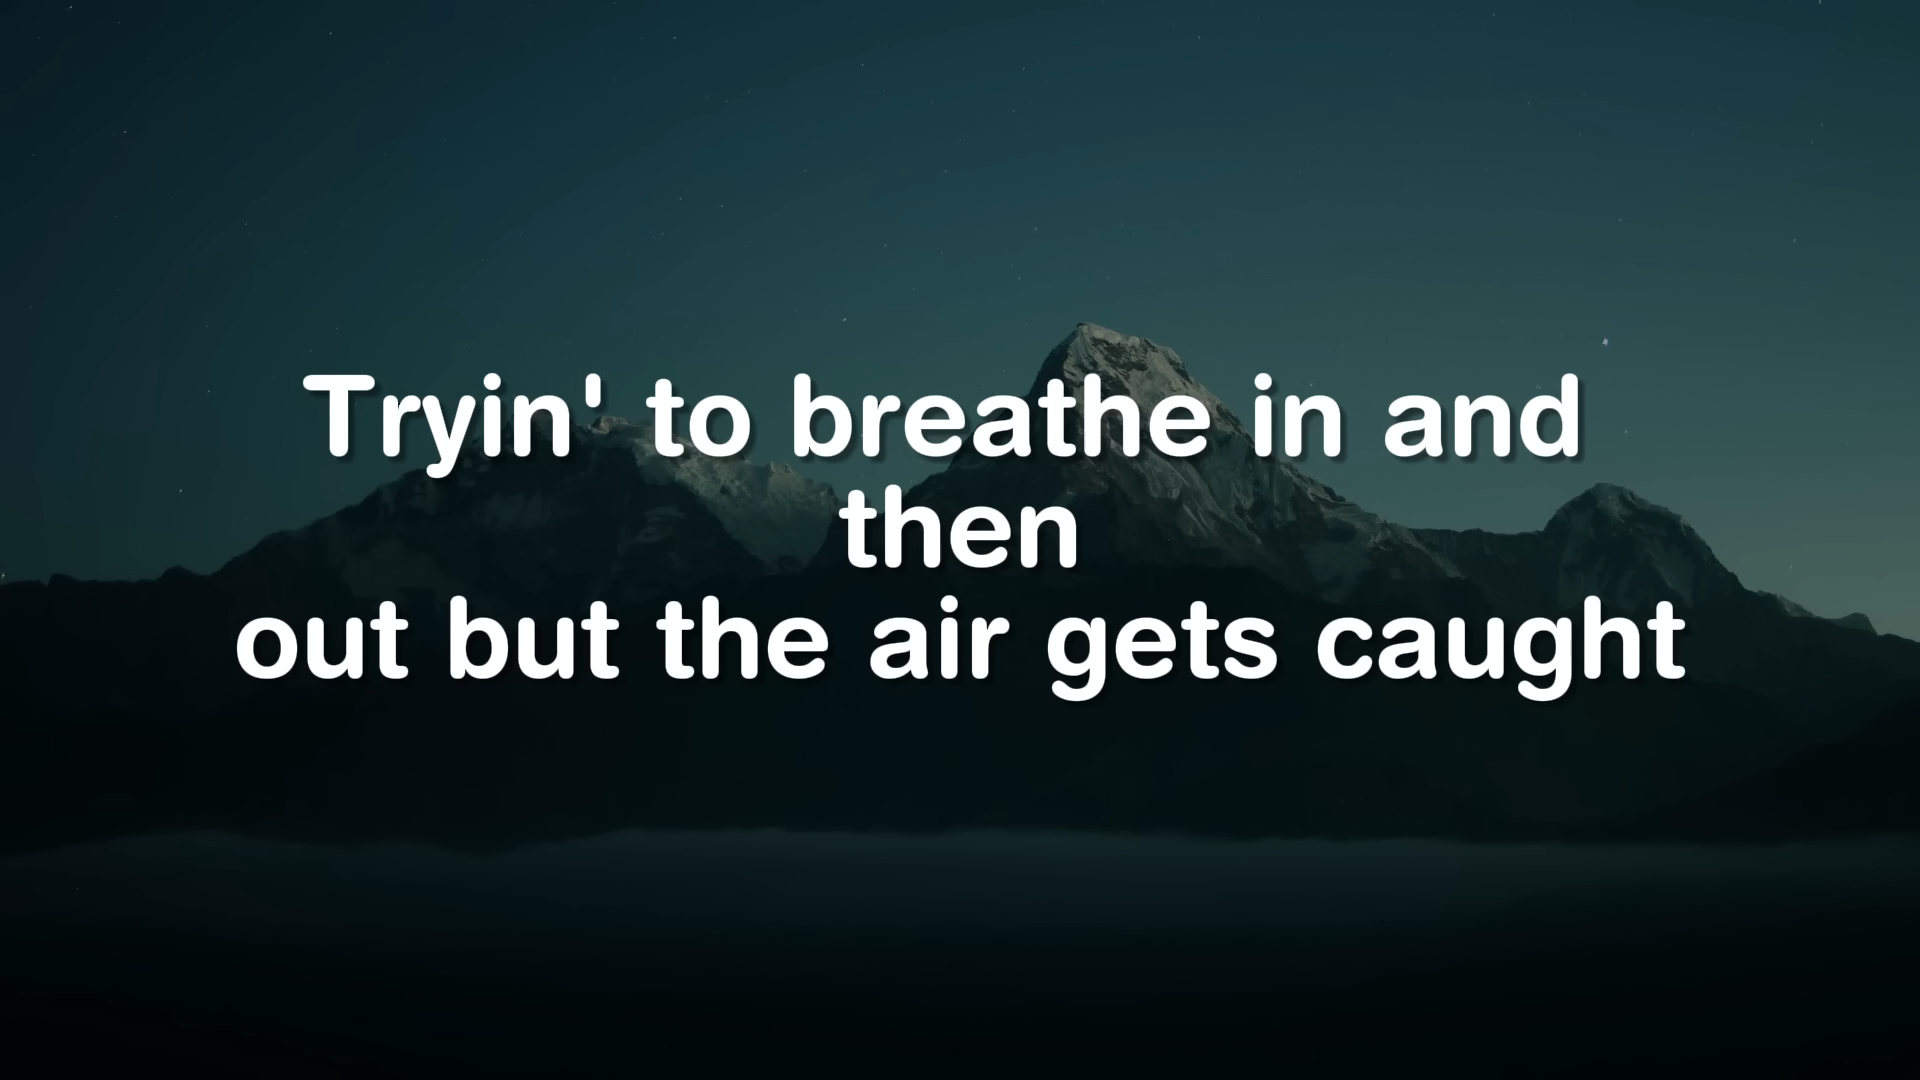 Tryin' to breathe in and
then
out but the air gets caught